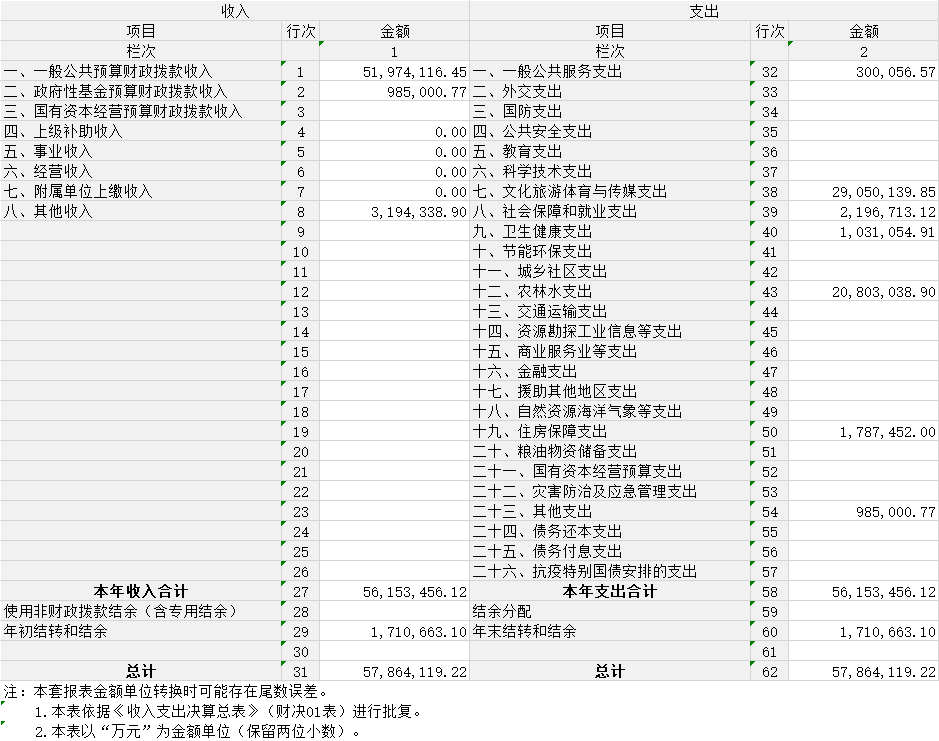 收入 支出
项目 行次 金额 项目 行次 金额
栏次 1 栏次 2
一、一般公共预算财政拨款收入 1 51,974,116.45 一、一般公共服务支出 32 300,056.57
二、政府性基金预算财政拨款收入 2 985,000.77 二、外交支出 33
三、国有资本经营预算财政拨款收入 3 三、国防支出 34
四、上级补助收入 4 0.00 四、公共安全支出 35
五、事业收入 5 0.00 五、教育支出 36
六、经营收入 6 0.00 六、科学技术支出 37
七、附属单位上缴收入 7 0.00 七、文化旅游体育与传媒支出 38 29,050,139.85
八、其他收入 8 3,194,338.90 八、社会保障和就业支出 39 2,196,713.12
9 九、卫生健康支出 40 1,031,054.91
10 十、节能环保支出 41
11 十一、城乡社区支出 42
12 十二、农林水支出 43 20,803,038.90
13 十三、交通运输支出 44
14 十四、资源勘探工业信息等支出 45
15 十五、商业服务业等支出 46
16 十六、金融支出 47
17 十七、援助其他地区支出 48
18 十八、自然资源海洋气象等支出 49
19 十九、住房保障支出 50 1,787,452.00
20 二十、粮油物资储备支出 51
21 二十一、国有资本经营预算支出 52
22 二十二、灾害防治及应急管理支出 53
23 二十三、其他支出 54 985,000.77
24 二十四、债务还本支出 55
25 二十五、债务付息支出 56
26 二十六、抗疫特别国债安排的支出 57
本年收入合计 27 56,153,456.12 本年支出合计 58 56,153,456.12
使用非财政拨款结余（含专用结余） 28 结余分配 59
年初结转和结余 29 1,710,663.10 年末结转和结余 60 1,710,663.10
30 61
总计 31 57,864,119.22 总计 62 57,864,119.22
注：本套报表金额单位转换时可能存在尾数误差。
1.本表依据《收入支出决算总表》（财决01表）进行批复。
2.本表以“万元”为金额单位（保留两位小数）。